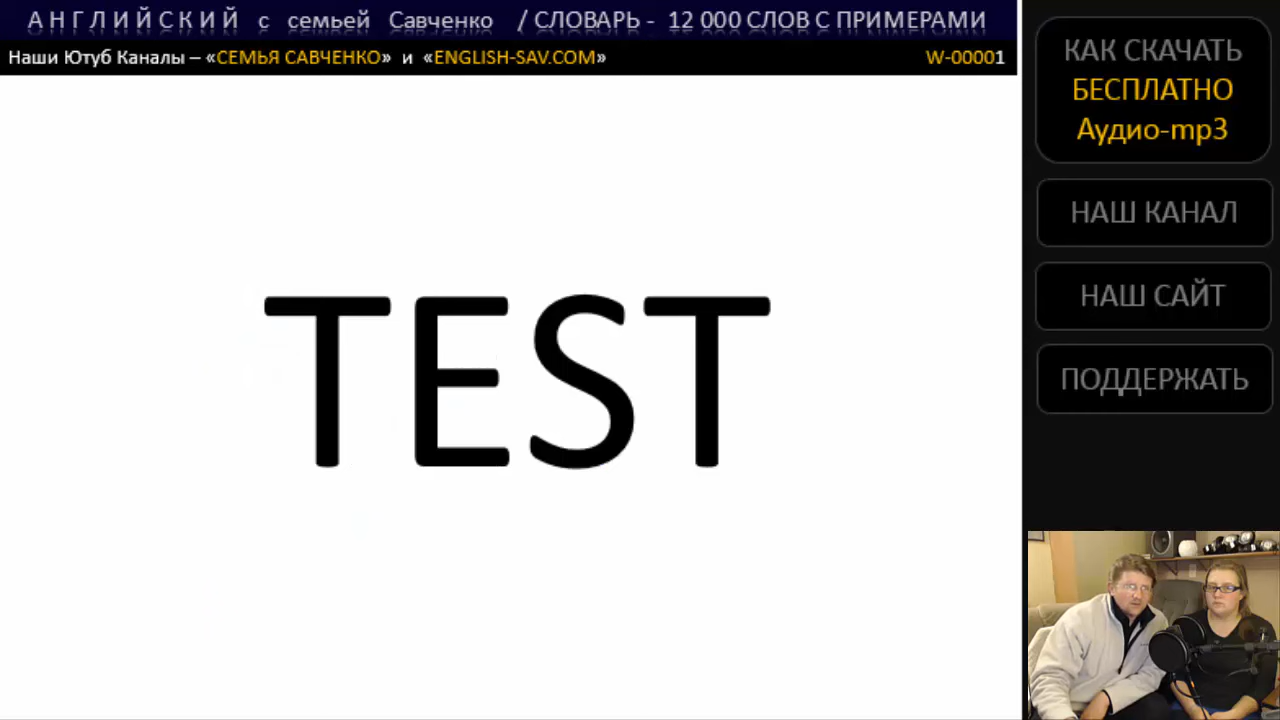 АНГЛИЙСКИЙ с семьей Савченко / СЛОВАРЬ - 12 000 СЛОВ С ПРИМЕРАМИ
Наши Ютуб Каналы – «СЕМЬЯ САВЧЕНКО» и «ENGLISH-SAV.COM» W-00001
TEST
КАК СКАЧАТЬ
БЕСПЛАТНО
Аудио-mp3
НАШ КАНАЛ
НАШ САЙТ
ПОДДЕРЖАТЬ